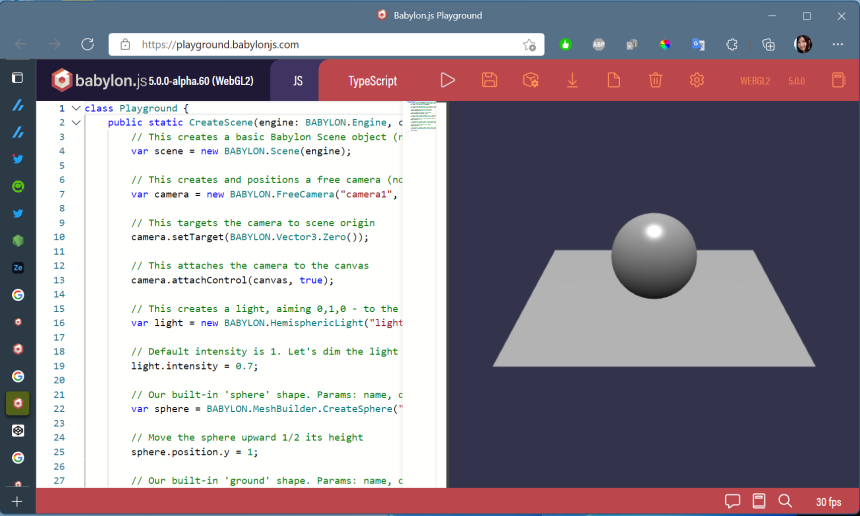 Babylon.js Playground
https://playground.babylonjs.com
ABP
babylon.js 5.0.0-alpha.60 (WebGL2)
JS
TypeScript
WEBGL2
5.0.0
Ze
1 class Playground {
2 public static CreateScene(engine: BABYLON.Engine, c
3 // This creates a basic Babylon Scene object (n
4 var scene = new BABYLON.Scene(engine);
5
6 // This creates and positions a free camera (no
7 var camera = new BABYLON.FreeCamera("camera1",
8
9 // This targets the camera to scene origin
10 camera.setTarget(BABYLON.Vector3.Zero());
11
12 // This attaches the camera to the canvas
13 camera.attachControl(canvas, true);
14
15 // This creates a light, aiming 0,1,0 - to the
16 var light = new BABYLON.HemisphericLight("light
17
18 // Default intensity is 1. Let's dim the light
19 light.intensity = 0.7;
20
21 // Our built-in 'sphere' shape. Params: name, o
22 var sphere = BABYLON.MeshBuilder.CreateSphere("
23
24 // Move the sphere upward 1/2 its height
25 sphere.position.y = 1;
26
27 // Our built-in 'ground' shape. Params: name, o
30 fps